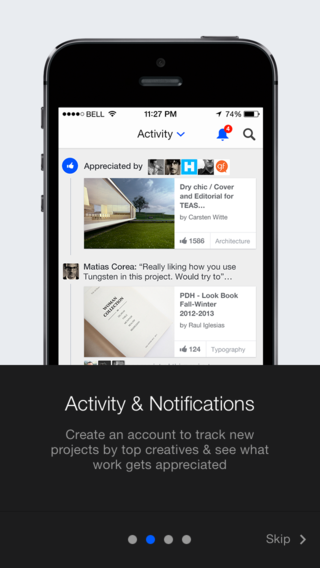 BELL 11:27 PM 74%
Activity 4
Appreciated by H gf
Dry chic / Cover
and Editorial for
TEAS...
by Carsten Witte
1586 Architecture
Matias Corea: “Really liking how you use
Tungsten in this project. Would try to”...
WOMAN
COLLECTION
PDH - Look Book
Fall-Winter
2012-2013
by Raul Iglesias
124 Typography
Activity & Notifications
Create an account to track new
projects by top creatives & see what
work gets appreciated
Skip